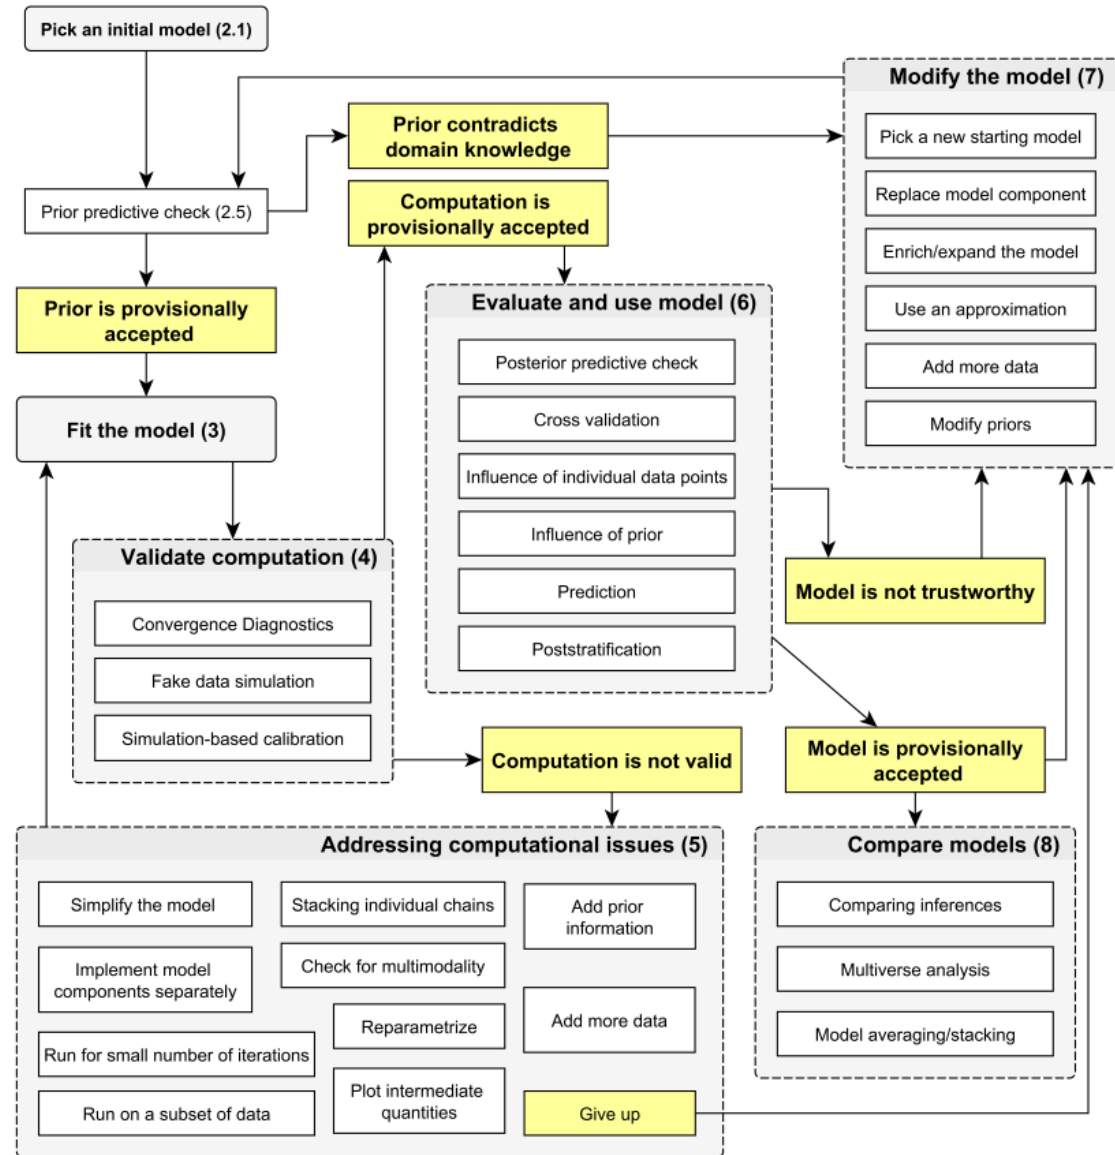 Pick an initial model (2.1)
Prior predictive check (2.5)
Prior is provisionally
accepted
Fit the model (3)
Prior contradicts
domain knowledge
Computation is
provisionally accepted
Modify the model (7)
Pick a new starting model
Replace model component
Enrich/expand the model
Use an approximation
Add more data
Modify priors
Evaluate and use model (6)
Posterior predictive check
Cross validation
Influence of individual data points
Influence of prior
Prediction
Poststratification
Validate computation (4)
Convergence Diagnostics
Fake data simulation
Simulation-based calibration
Computation is not valid
Model is not trustworthy
Model is provisionally
accepted
Addressing computational issues (5)
Simplify the model
Implement model
components separately
Run for small number of iterations
Run on a subset of data
Stacking individual chains
Check for multimodality
Reparametrize
Plot intermediate
quantities
Add prior
information
Add more data
Give up
Compare models (8)
Comparing inferences
Multiverse analysis
Model averaging/stacking